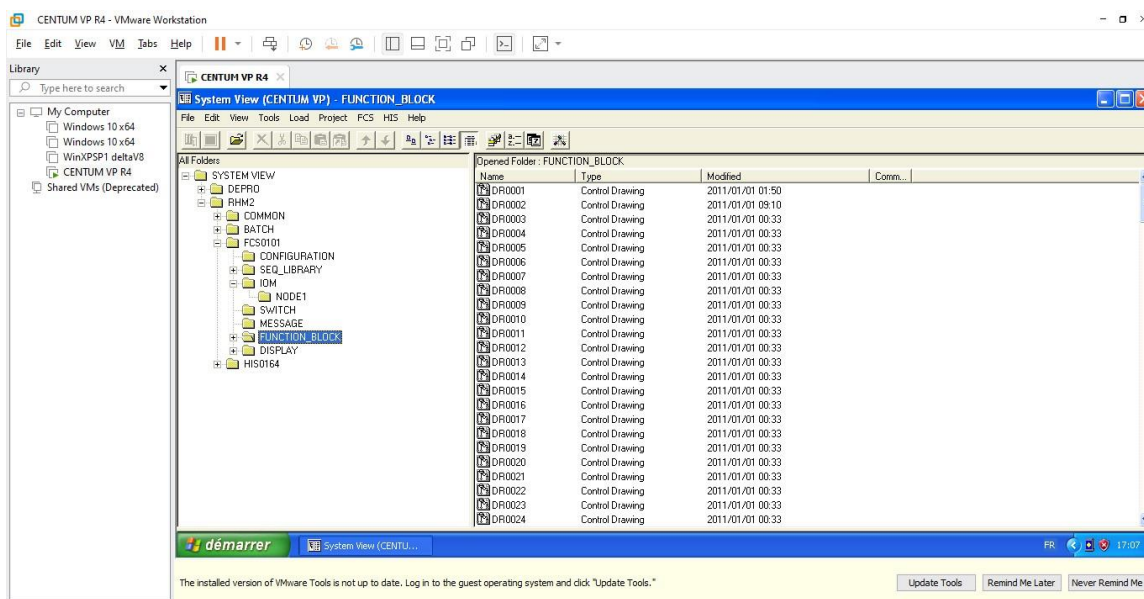 CENTUM VP R4 - VMware Workstation
File Edit View VM Tabs Help
Library
Type here to search
My Computer
Windows 10 x64
Windows 10 x64
WinXPSP1 deltaV8
CENTUM VP R4
Shared VMs (Deprecated)
CENTUM VP R4
System View (CENTUM VP) - FUNCTION_BLOCK
File Edit View Tools Load Project FCS HIS Help
All Folders
SYSTEM VIEW
DEPRO
RHM2
COMMON
BATCH
FCS0101
CONFIGURATION
SEQ_LIBRARY
IOM
NODE1
SWITCH
MESSAGE
FUNCTION_BLOCK
DISPLAY
HIS0164
Opened Folder : FUNCTION_BLOCK
Name Type Modified Comm...
DR0001 Control Drawing 2011/01/01 01:50
DR0002 Control Drawing 2011/01/01 09:10
DR0003 Control Drawing 2011/01/01 00:33
DR0004 Control Drawing 2011/01/01 00:33
DR0005 Control Drawing 2011/01/01 00:33
DR0006 Control Drawing 2011/01/01 00:33
DR0007 Control Drawing 2011/01/01 00:33
DR0008 Control Drawing 2011/01/01 00:33
DR0009 Control Drawing 2011/01/01 00:33
DR0010 Control Drawing 2011/01/01 00:33
DR0011 Control Drawing 2011/01/01 00:33
DR0012 Control Drawing 2011/01/01 00:33
DR0013 Control Drawing 2011/01/01 00:33
DR0014 Control Drawing 2011/01/01 00:33
DR0015 Control Drawing 2011/01/01 00:33
DR0016 Control Drawing 2011/01/01 00:33
DR0017 Control Drawing 2011/01/01 00:33
DR0018 Control Drawing 2011/01/01 00:33
DR0019 Control Drawing 2011/01/01 00:33
DR0020 Control Drawing 2011/01/01 00:33
DR0021 Control Drawing 2011/01/01 00:33
DR0022 Control Drawing 2011/01/01 00:33
DR0023 Control Drawing 2011/01/01 00:33
DR0024 Control Drawing 2011/01/01 00:33
démarrer System View (CENTU... FR 17:07
The installed version of VMware Tools is not up to date. Log in to the guest operating system and click "Update Tools." Update Tools Remind Me Later Never Remind Me